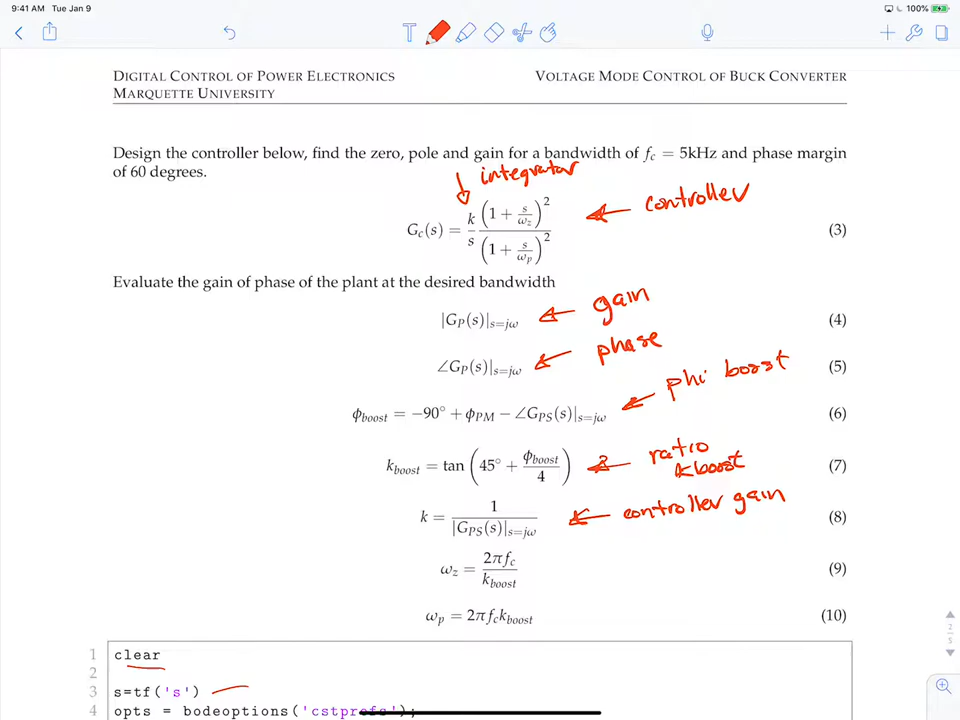 9:41 AM Tue Jan 9
100%
DIGITAL CONTROL OF POWER ELECTRONICS
MARQUETTE UNIVERSITY
VOLTAGE MODE CONTROL OF BUCK CONVERTER
Design the controller below, find the zero, pole and gain for a bandwidth of f_c = 5kHz and phase margin
of 60 degrees.
integrator
G_c(s) = k/s (1 + s/ω_z)^2 / (1 + s/ω_p)^2 (3)
controller
Evaluate the gain of phase of the plant at the desired bandwidth
|G_P(s)|_{s=jω} (4)
gain
∠G_P(s)|_{s=jω} (5)
phase
ϕ_boost = −90° + ϕ_PM − ∠G_PS(s)|_{s=jω} (6)
phi boost
k_boost = tan (45° + ϕ_boost/4) (7)
ratio
kboost
k = 1/|G_PS(s)|_{s=jω} (8)
controller gain
ω_z = 2πf_c/k_boost (9)
ω_p = 2πf_c k_boost (10)
1 clear
2
3 s=tf('s')
4 opts = bodeoptions('cstprefs');
2/5